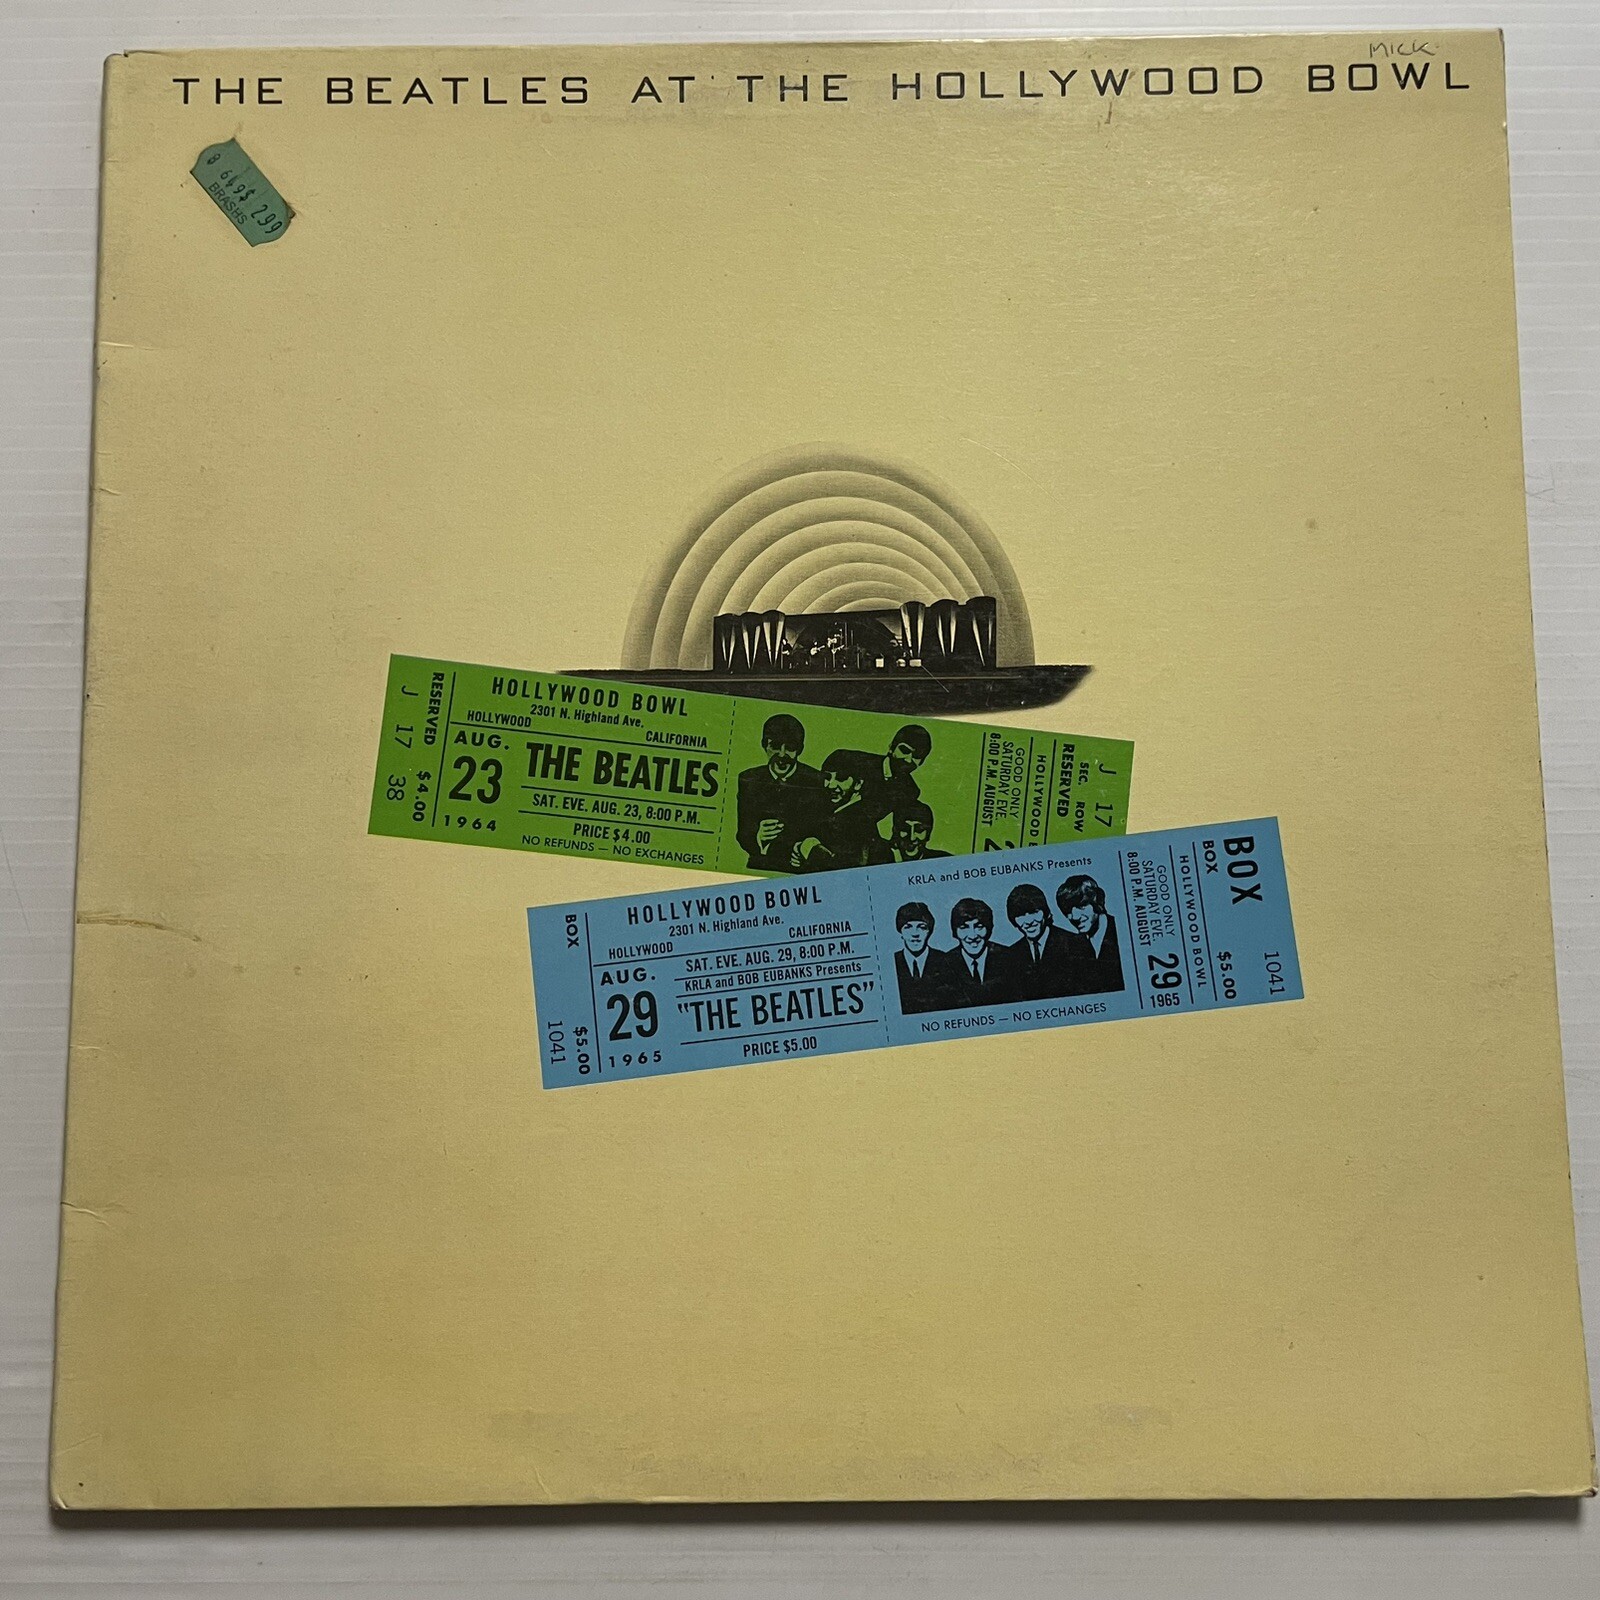 MICK
THE BEATLES AT THE HOLLYWOOD BOWL
BRASHS
RESERVED $4.00
J 17 38
HOLLYWOOD BOWL
2301 N. Highland Ave.
HOLLYWOOD CALIFORNIA
AUG.
23
1964
THE BEATLES
SAT. EVE. AUG. 23, 8:00 P.M.
PRICE $4.00
NO REFUNDS — NO EXCHANGES
J 17
SEC. ROW
RESERVED
HOLLYWOOD
GOOD ONLY
SATURDAY EVE.
8:00 P.M. AUGUST
BOX $5.00
1041
HOLLYWOOD BOWL
2301 N. Highland Ave.
HOLLYWOOD CALIFORNIA
AUG.
29
1965
SAT. EVE. AUG. 29, 8:00 P.M.
KRLA and BOB EUBANKS Presents
"THE BEATLES"
PRICE $5.00
KRLA and BOB EUBANKS Presents
NO REFUNDS — NO EXCHANGES
BOX 1041
BOX $5.00
HOLLYWOOD BOWL
GOOD ONLY
SATURDAY EVE.
8:00 P.M. AUGUST
29
1965